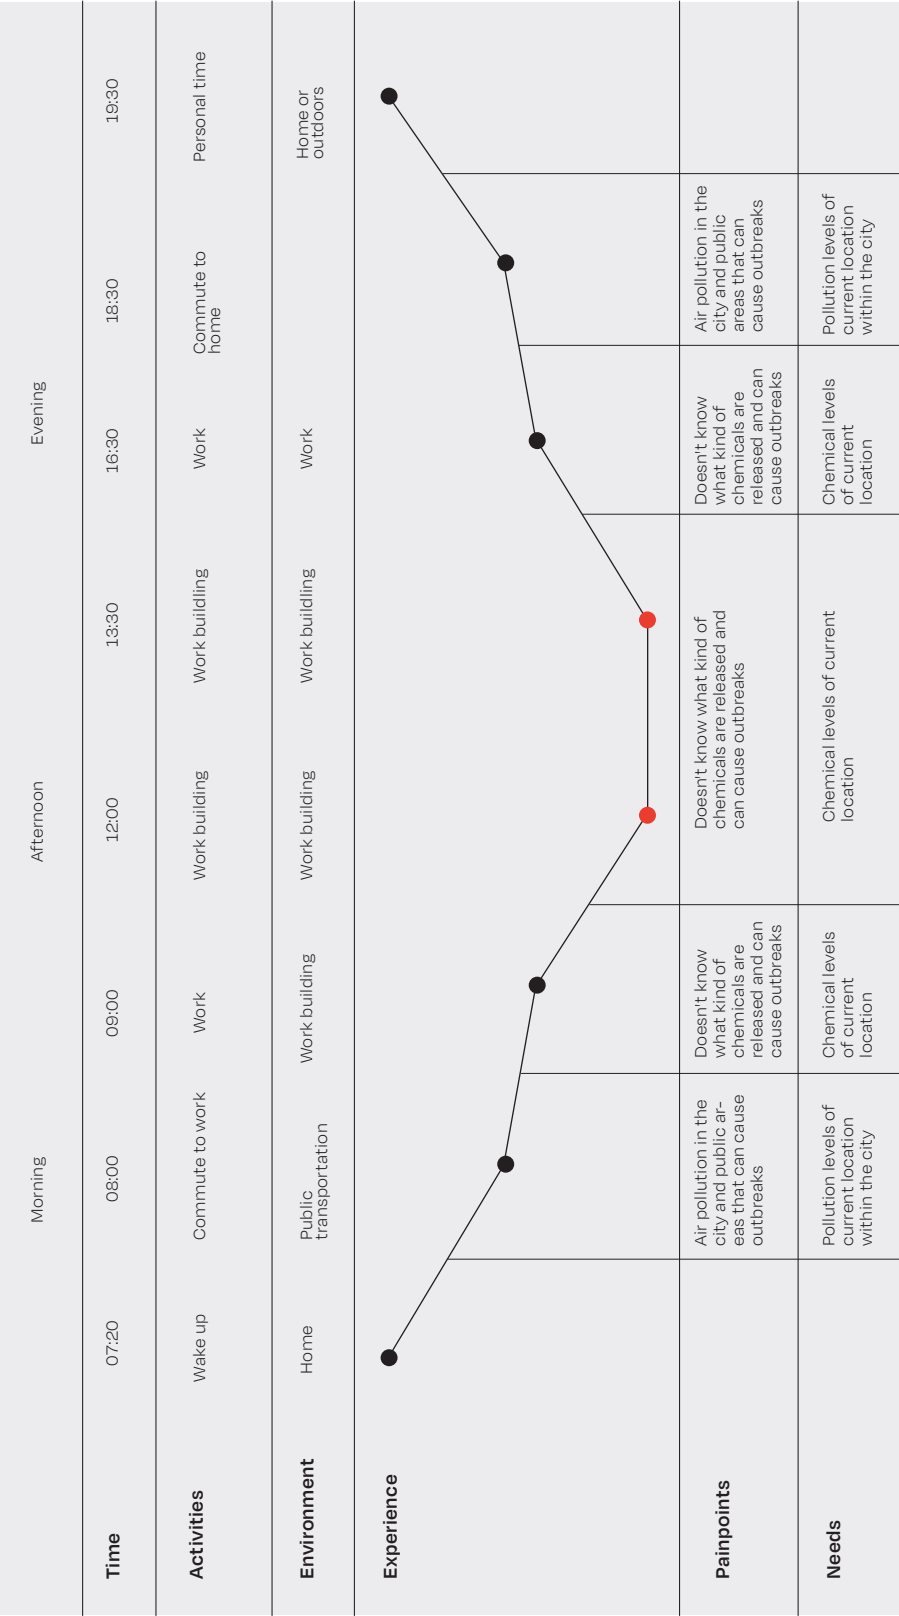 Morning
Afternoon
Evening
Time
07:20
08:00
09:00
12:00
13:30
16:30
18:30
19:30
Activities
Wake up
Commute to work
Work
Work building
Work building
Work
Commute to
home
Personal time
Environment
Home
Public
transportation
Work building
Work building
Work buildling
Work
Home or
outdoors
Experience
Painpoints
Air pollution in the
city and public ar-
eas that can cause
outbreaks
Doesn't know
what kind of
chemicals are
released and can
cause outbreaks
Doesn't know what kind of
chemicals are released and
can cause outbreaks
Doesn't know
what kind of
chemicals are
released and can
cause outbreaks
Air pollution in the
city and public
areas that can
cause outbreaks
Needs
Pollution levels of
current location
within the city
Chemical levels
of current
location
Chemical levels of current
location
Chemical levels
of current
location
Pollution levels of
current location
within the city